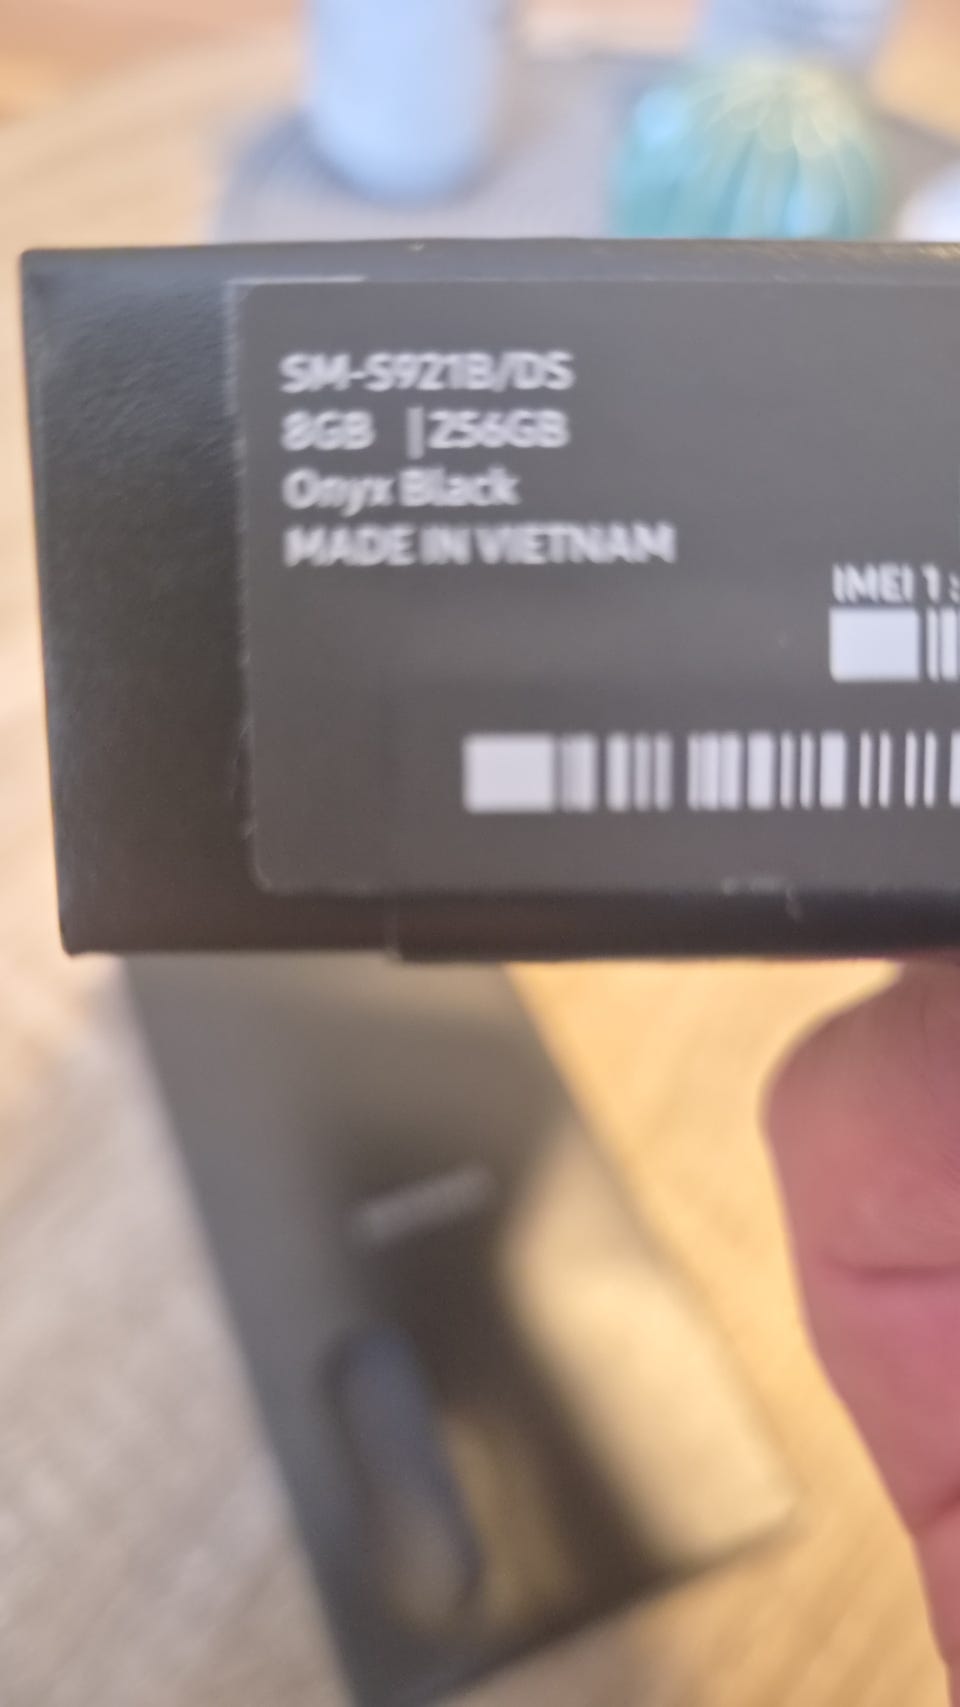 SM-S921B/DS
8GB | 256GB
Onyx Black
MADE IN VIETNAM
IMEI 1 :